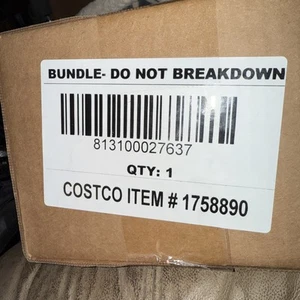 BUNDLE- DO NOT BREAKDOWN
813100027637
QTY: 1
COSTCO ITEM # 1758890